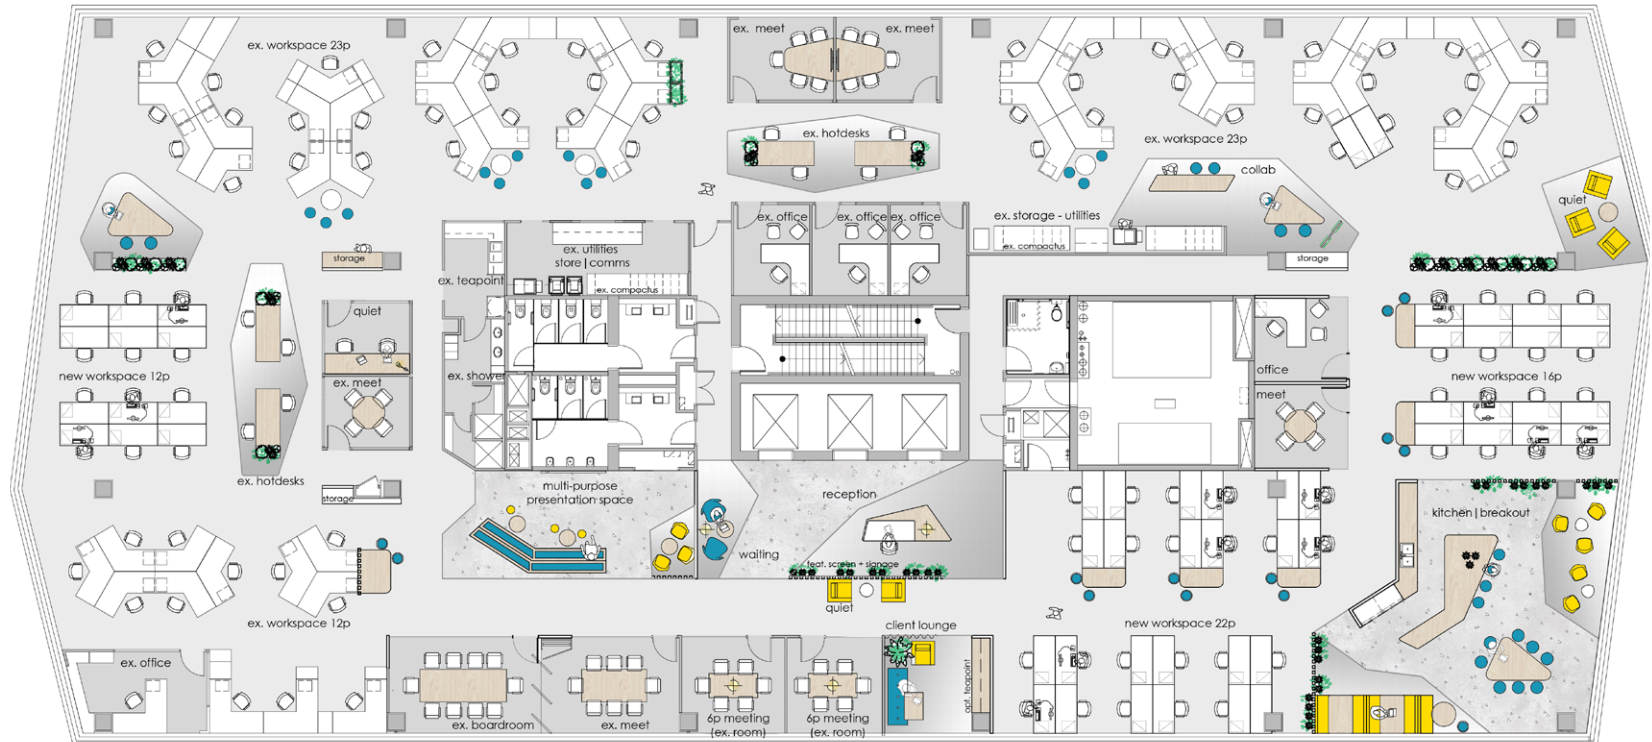 ex. meet
ex. meet
ex. workspace 23p
ex. hotdesks
ex. workspace 23p
collab
quiet
ex. office
ex. office
ex. office
ex. storage - utilities
ex. compactus
ex. utilities
store | comms
ex. compactus
storage
storage
ex. teapoint
quiet
new workspace 12p
ex. shower
ex. meet
office
meet
new workspace 16p
ex. hotdesks
storage
multi-purpose
presentation space
reception
kitchen | breakout
waiting
feat. screen + signage
quiet
ex. workspace 12p
client lounge
new workspace 22p
ex. office
opt. teapoint
ex. boardroom
ex. meet
6p meeting
(ex. room)
6p meeting
(ex. room)